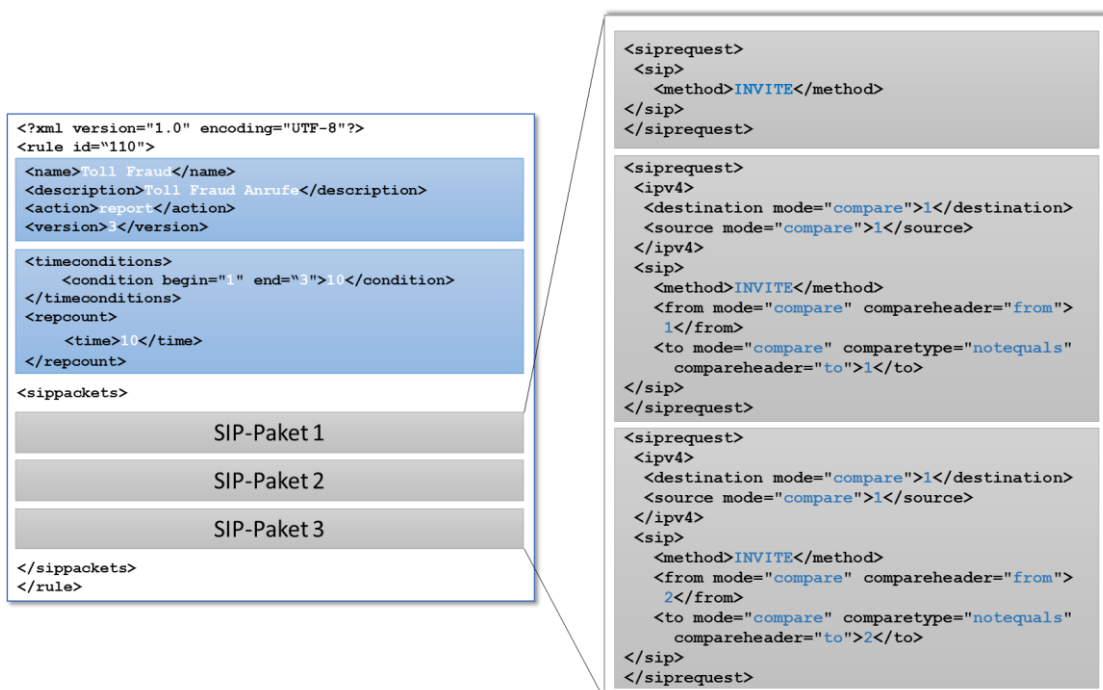 <?xml version="1.0" encoding="UTF-8"?>
<rule id=“110">
<name>Toll Fraud</name>
<description>Toll Fraud Anrufe</description>
<action>report</action>
<version>3</version>
<timeconditions>
<condition begin="1" end=“3">10</condition>
</timeconditions>
<repcount>
<time>10</time>
</repcount>
<sippackets>
SIP-Paket 1
SIP-Paket 2
SIP-Paket 3
</sippackets>
</rule>
<siprequest>
<sip>
<method>INVITE</method>
</sip>
</siprequest>
<siprequest>
<ipv4>
<destination mode="compare">1</destination>
<source mode="compare">1</source>
</ipv4>
<sip>
<method>INVITE</method>
<from mode="compare" compareheader="from">
1</from>
<to mode="compare" comparetype="notequals"
compareheader="to">1</to>
</sip>
</siprequest>
<siprequest>
<ipv4>
<destination mode="compare">1</destination>
<source mode="compare">1</source>
</ipv4>
<sip>
<method>INVITE</method>
<from mode="compare" compareheader="from">
2</from>
<to mode="compare" comparetype="notequals"
compareheader="to">2</to>
</sip>
</siprequest>